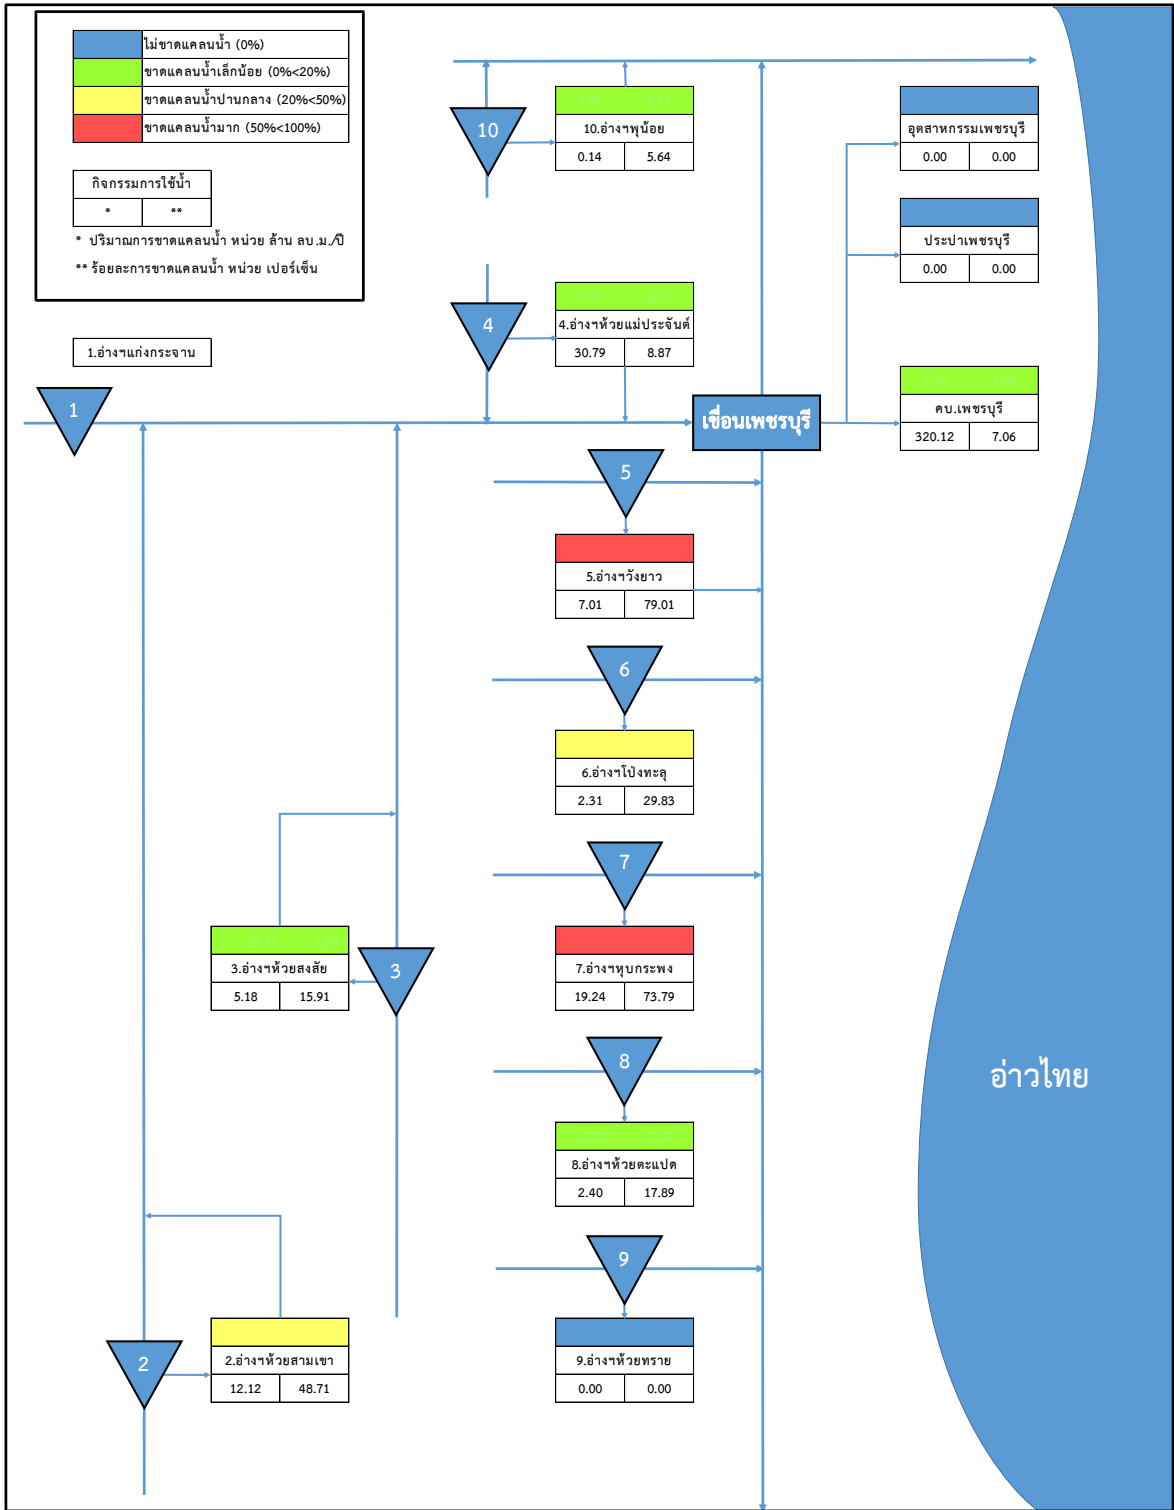 ไม่ขาดแคลนน้ำ (0%)
ขาดแคลนน้ำเล็กน้อย (0%<20%)
ขาดแคลนน้ำปานกลาง (20%<50%)
ขาดแคลนน้ำมาก (50%<100%)
กิจกรรมการใช้น้ำ
* **
* ปริมาณการขาดแคลนน้ำ หน่วย ล้าน ลบ.ม./ปี
** ร้อยละการขาดแคลนน้ำ หน่วย เปอร์เซ็น
10
5.64 5.64
10.อ่างฯพุน้อย
0.14 5.64
อุตสาหกรรมเพชรบุรี
0.00 0.00
ประปาเพชรบุรี
0.00 0.00
4
8.87 8.87
4.อ่างฯห้วยแม่ประจันต์
30.79 8.87
1.อ่างฯแก่งกระจาน
1
เขื่อนเพชรบุรี
7.06 7.06
คบ.เพชรบุรี
320.12 7.06
5
5.อ่างฯวังยาว
7.01 79.01
6
6.อ่างฯโป่งทะลุ
2.31 29.83
7
7.อ่างฯหุบกระพง
19.24 73.79
15.91
3.อ่างฯห้วยสงสัย
5.18 15.91
3
8
17.89 17.89
8.อ่างฯห้วยตะแปด
2.40 17.89
อ่าวไทย
9
9.อ่างฯห้วยทราย
0.00 0.00
2
2.อ่างฯห้วยสามเขา
12.12 48.71